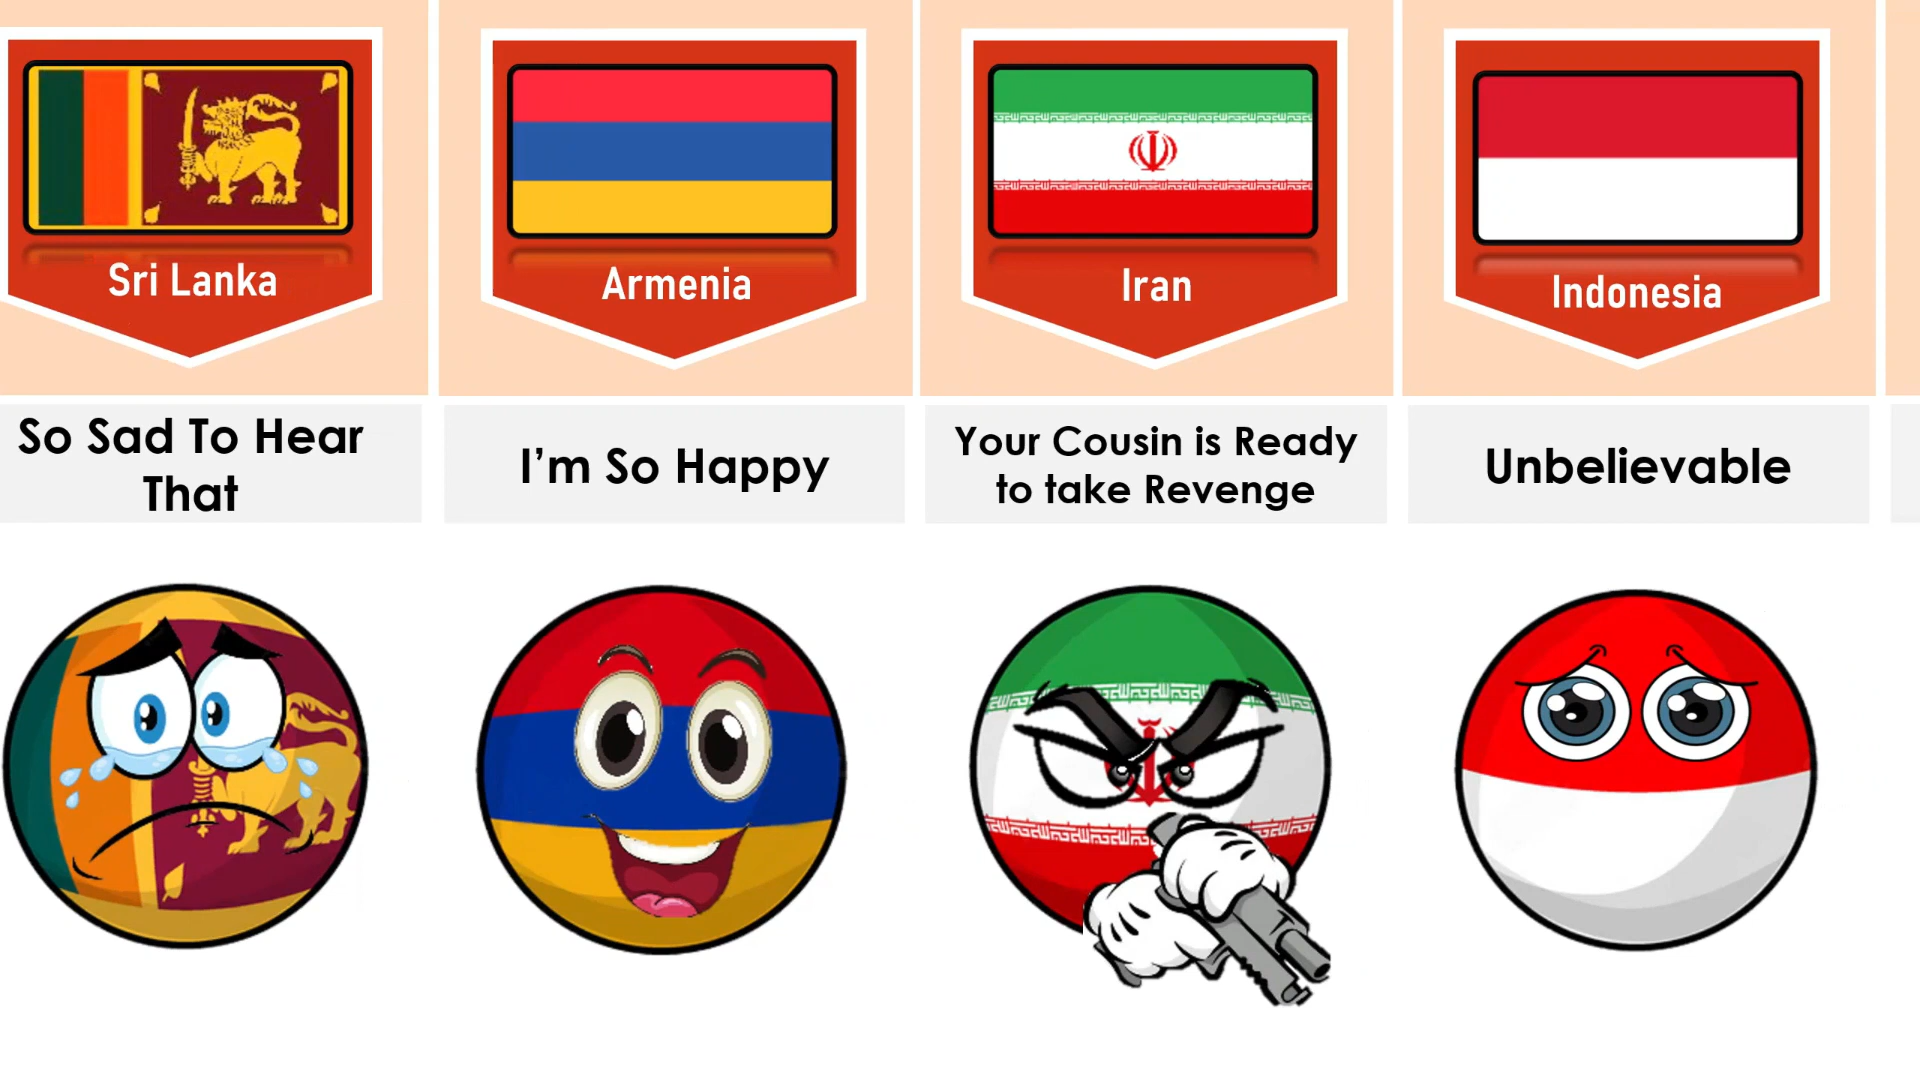 Sri Lanka
Armenia
Iran
Indonesia
So Sad To Hear
That
I'm So Happy
Your Cousin is Ready
to take Revenge
Unbelievable